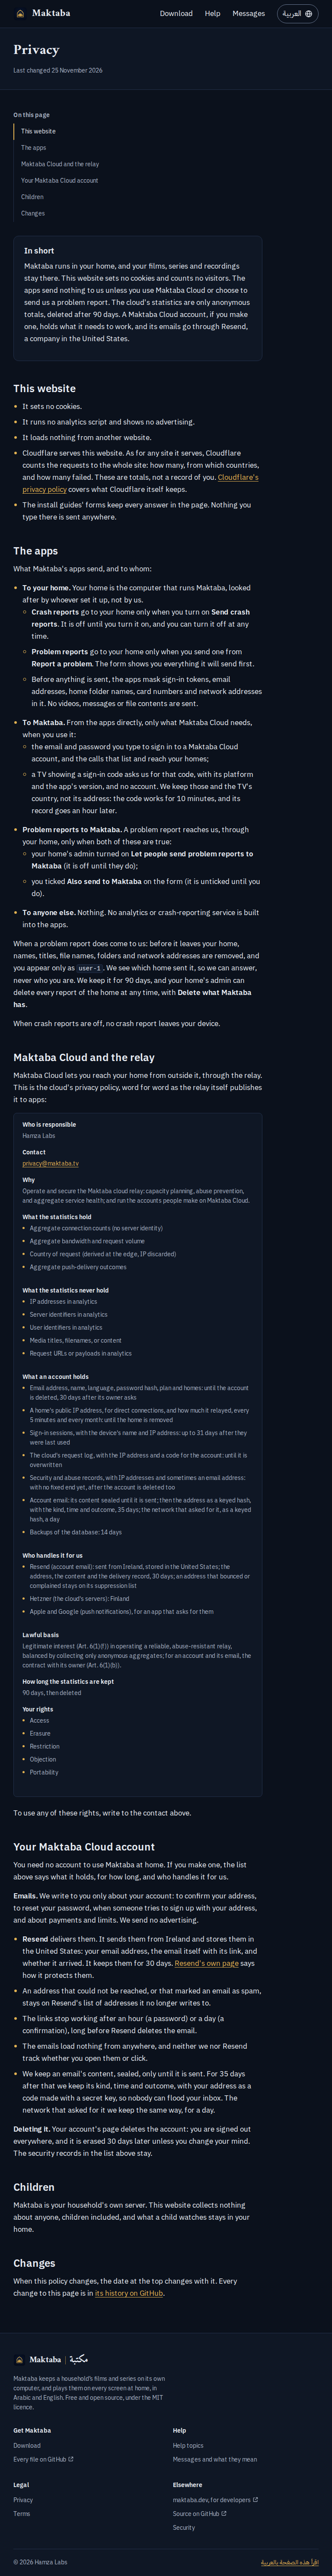 Maktaba
Download Help Messages العربية
Privacy
Last changed 25 November 2026
On this page
This website
The apps
Maktaba Cloud and the relay
Your Maktaba Cloud account
Children
Changes
In short
Maktaba runs in your home, and your films, series and recordings
stay there. This website sets no cookies and counts no visitors. The
apps send nothing to us unless you use Maktaba Cloud or choose to
send us a problem report. The cloud's statistics are only anonymous
totals, deleted after 90 days. A Maktaba Cloud account, if you make
one, holds what it needs to work, and its emails go through Resend,
a company in the United States.
This website
It sets no cookies.
It runs no analytics script and shows no advertising.
It loads nothing from another website.
Cloudflare serves this website. As for any site it serves, Cloudflare
counts the requests to the whole site: how many, from which countries,
and how many failed. These are totals, not a record of you. Cloudflare's
privacy policy covers what Cloudflare itself keeps.
The install guides' forms keep every answer in the page. Nothing you
type there is sent anywhere.
The apps
What Maktaba's apps send, and to whom:
To your home. Your home is the computer that runs Maktaba, looked
after by whoever set it up, not by us.
Crash reports go to your home only when you turn on Send crash
reports. It is off until you turn it on, and you can turn it off at any
time.
Problem reports go to your home only when you send one from
Report a problem. The form shows you everything it will send first.
Before anything is sent, the apps mask sign-in tokens, email
addresses, home folder names, card numbers and network addresses
in it. No videos, messages or file contents are sent.
To Maktaba. From the apps directly, only what Maktaba Cloud needs,
when you use it:
the email and password you type to sign in to a Maktaba Cloud
account, and the calls that list and reach your homes;
a TV showing a sign-in code asks us for that code, with its platform
and the app's version, and no account. We keep those and the TV's
country, not its address: the code works for 10 minutes, and its
record goes an hour later.
Problem reports to Maktaba. A problem report reaches us, through
your home, only when both of these are true:
your home's admin turned on Let people send problem reports to
Maktaba (it is off until they do);
you ticked Also send to Maktaba on the form (it is unticked until you
do).
To anyone else. Nothing. No analytics or crash-reporting service is built
into the apps.
When a problem report does come to us: before it leaves your home,
names, titles, file names, folders and network addresses are removed, and
you appear only as user-1. We see which home sent it, so we can answer,
never who you are. We keep it for 90 days, and your home's admin can
delete every report of the home at any time, with Delete what Maktaba
has.
When crash reports are off, no crash report leaves your device.
Maktaba Cloud and the relay
Maktaba Cloud lets you reach your home from outside it, through the relay.
This is the cloud's privacy policy, word for word as the relay itself publishes
it to apps:
Who is responsible
Hamza Labs
Contact
privacy@maktaba.tv
Why
Operate and secure the Maktaba cloud relay: capacity planning, abuse prevention,
and aggregate service health; and run the accounts people make on Maktaba Cloud.
What the statistics hold
Aggregate connection counts (no server identity)
Aggregate bandwidth and request volume
Country of request (derived at the edge, IP discarded)
Aggregate push-delivery outcomes
What the statistics never hold
IP addresses in analytics
Server identifiers in analytics
User identifiers in analytics
Media titles, filenames, or content
Request URLs or payloads in analytics
What an account holds
Email address, name, language, password hash, plan and homes: until the account
is deleted, 30 days after its owner asks
A home's public IP address, for direct connections, and how much it relayed, every
5 minutes and every month: until the home is removed
Sign-in sessions, with the device's name and IP address: up to 31 days after they
were last used
The cloud's request log, with the IP address and a code for the account: until it is
overwritten
Security and abuse records, with IP addresses and sometimes an email address:
with no fixed end yet, after the account is deleted too
Account email: its content sealed until it is sent; then the address as a keyed hash,
with the kind, time and outcome, 35 days; the network that asked for it, as a keyed
hash, a day
Backups of the database: 14 days
Who handles it for us
Resend (account email): sent from Ireland, stored in the United States; the
address, the content and the delivery record, 30 days; an address that bounced or
complained stays on its suppression list
Hetzner (the cloud's servers): Finland
Apple and Google (push notifications), for an app that asks for them
Lawful basis
Legitimate interest (Art. 6(1)(f)) in operating a reliable, abuse-resistant relay,
balanced by collecting only anonymous aggregates; for an account and its email, the
contract with its owner (Art. 6(1)(b)).
How long the statistics are kept
90 days, then deleted
Your rights
Access
Erasure
Restriction
Objection
Portability
To use any of these rights, write to the contact above.
Your Maktaba Cloud account
You need no account to use Maktaba at home. If you make one, the list
above says what it holds, for how long, and who handles it for us.
Emails. We write to you only about your account: to confirm your address,
to reset your password, when someone tries to sign up with your address,
and about payments and limits. We send no advertising.
Resend delivers them. It sends them from Ireland and stores them in
the United States: your email address, the email itself with its link, and
whether it arrived. It keeps them for 30 days. Resend's own page says
how it protects them.
An address that could not be reached, or that marked an email as spam,
stays on Resend's list of addresses it no longer writes to.
The links stop working after an hour (a password) or a day (a
confirmation), long before Resend deletes the email.
The emails load nothing from anywhere, and neither we nor Resend
track whether you open them or click.
We keep an email's content, sealed, only until it is sent. For 35 days
after that we keep its kind, time and outcome, with your address as a
code made with a secret key, so nobody can flood your inbox. The
network that asked for it we keep the same way, for a day.
Deleting it. Your account's page deletes the account: you are signed out
everywhere, and it is erased 30 days later unless you change your mind.
The security records in the list above stay.
Children
Maktaba is your household's own server. This website collects nothing
about anyone, children included, and what a child watches stays in your
home.
Changes
When this policy changes, the date at the top changes with it. Every
change to this page is in its history on GitHub.
Maktaba | مكتبة
Maktaba keeps a household's films and series on its own
computer, and plays them on every screen at home, in
Arabic and English. Free and open source, under the MIT
licence.
Get Maktaba
Download
Every file on GitHub
Help
Help topics
Messages and what they mean
Legal
Privacy
Terms
Elsewhere
maktaba.dev, for developers
Source on GitHub
Security
© 2026 Hamza Labs
اقرأ هذه الصفحة بالعربية